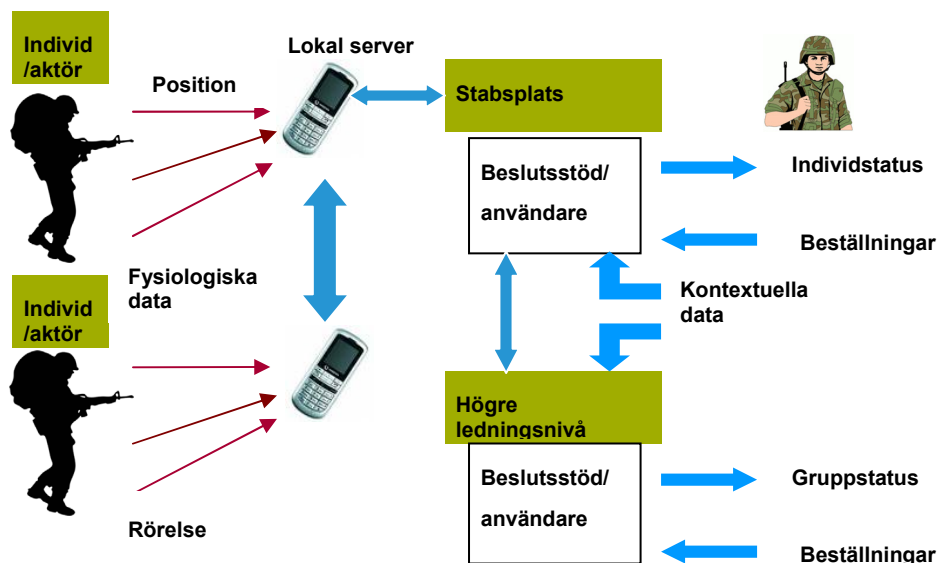 Individ
/aktör
Position
Lokal server
Stabsplats
Beslutsstöd/
användare
Individstatus
Beställningar
Fysiologiska
data
Kontextuella
data
Individ
/aktör
Högre
ledningsnivå
Beslutsstöd/
användare
Gruppstatus
Beställningar
Rörelse